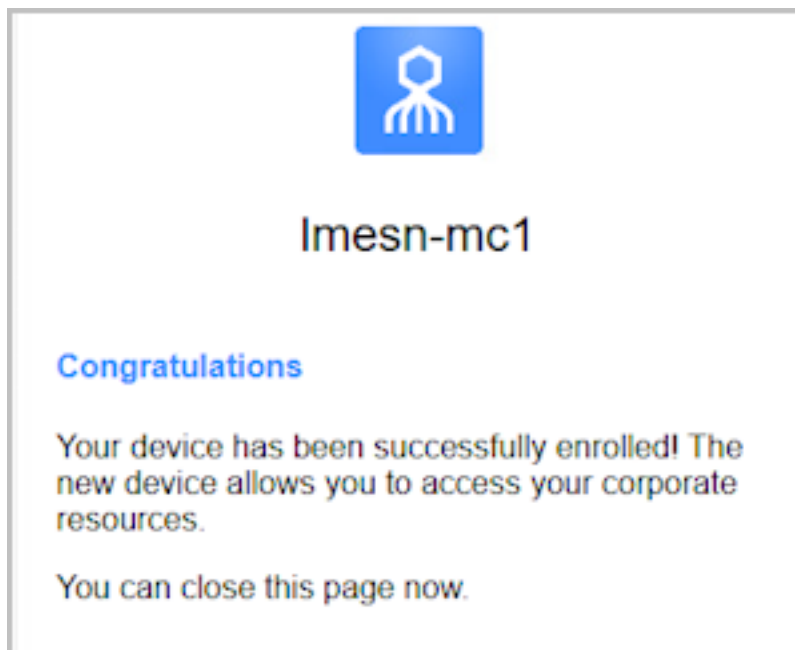 lmesn-mc1
Congratulations
Your device has been successfully enrolled! The
new device allows you to access your corporate
resources.
You can close this page now.